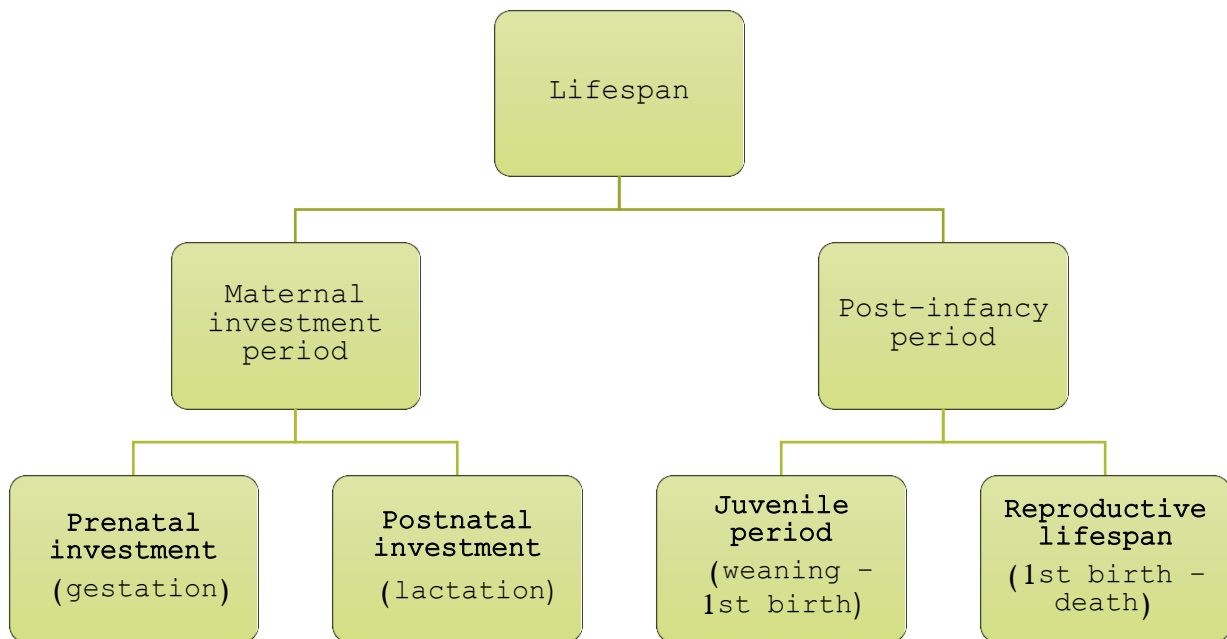 Lifespan
Maternal
investment
period
Post-infancy
period
Prenatal
investment
(gestation)
Postnatal
investment
(lactation)
Juvenile
period
(weaning –
1st birth)
Reproductive
lifespan
(1st birth –
death)